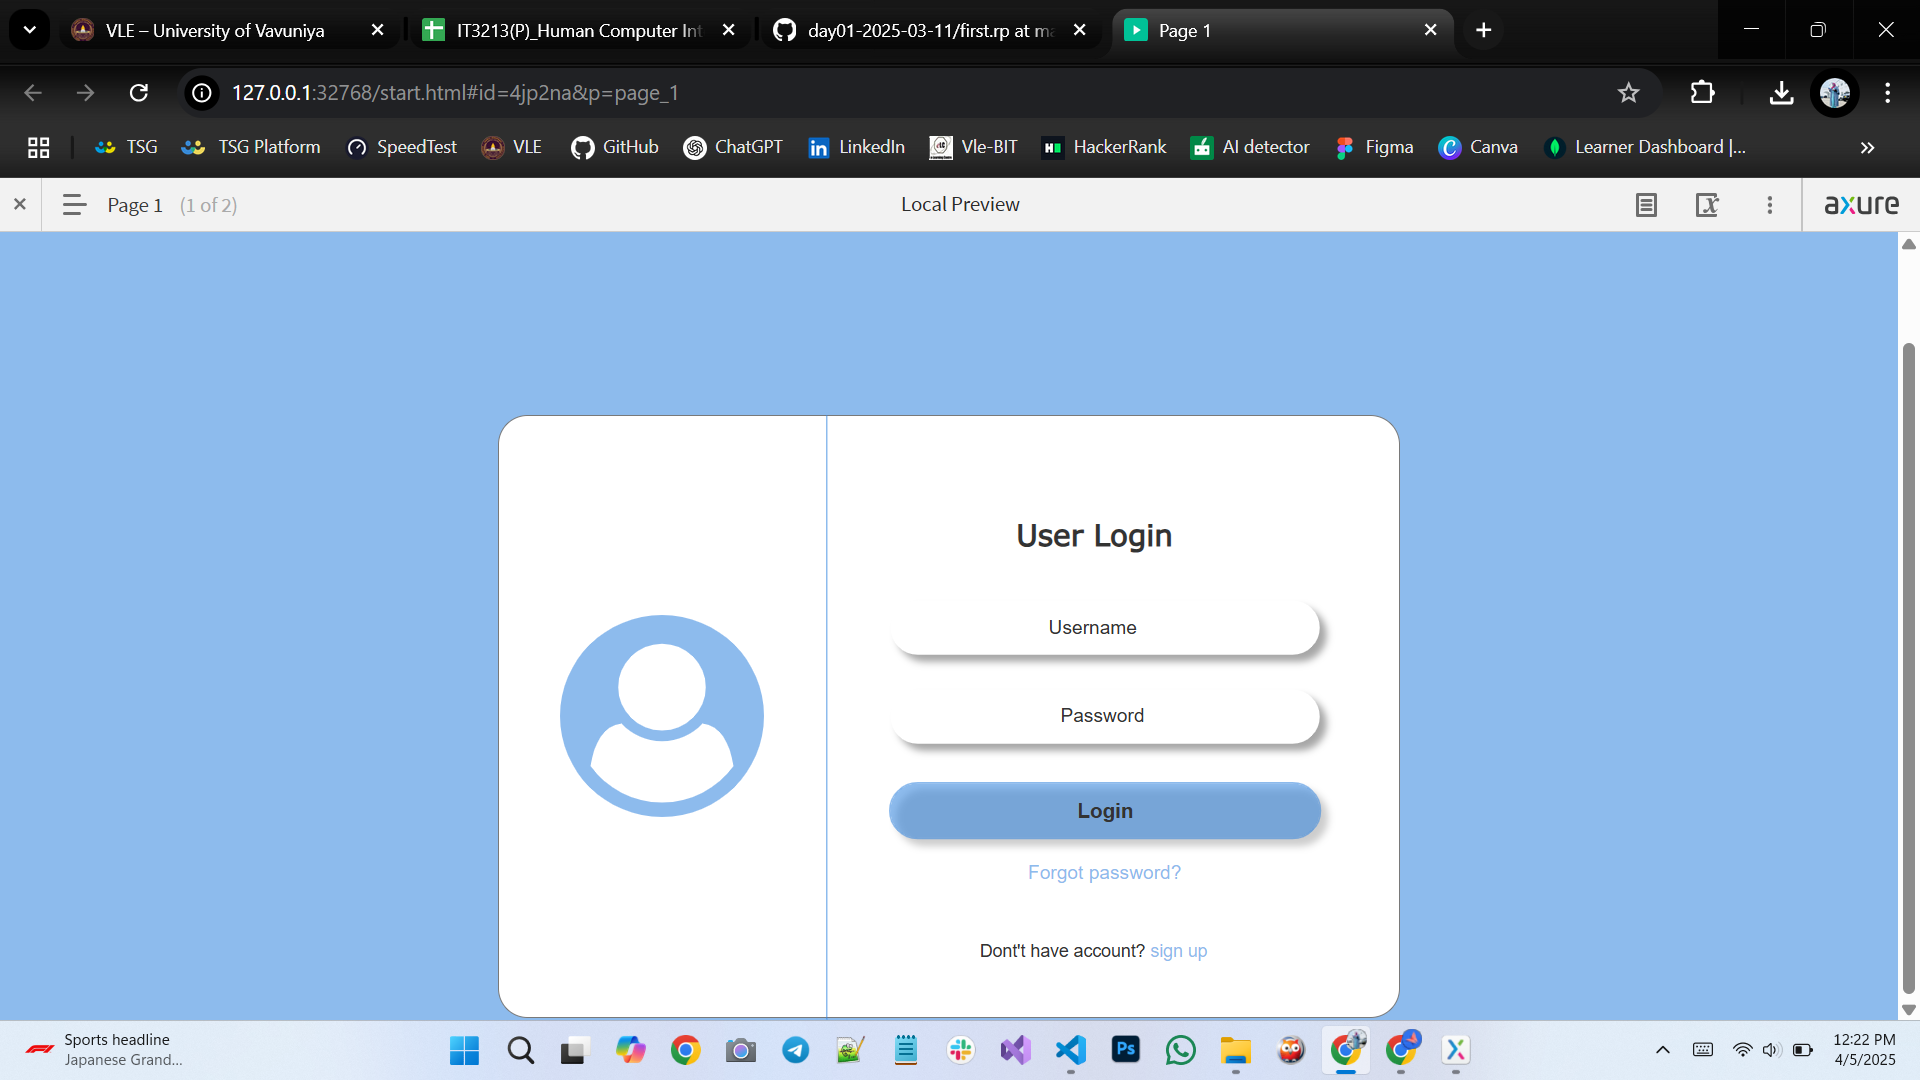 VLE – University of Vavuniya
IT3213(P)_Human Computer Int
day01-2025-03-11/first.rp at ma
Page 1
127.0.0.1:32768/start.html#id=4jp2na&p=page_1
TSG
TSG Platform
SpeedTest
VLE
GitHub
ChatGPT
LinkedIn
Vle-BIT
HackerRank
AI detector
Figma
Canva
Learner Dashboard |...
Page 1 (1 of 2)
Local Preview
axure
User Login
Username
Password
Login
Forgot password?
Dont't have account? sign up
Sports headline
Japanese Grand...
Ps
12:22 PM
4/5/2025